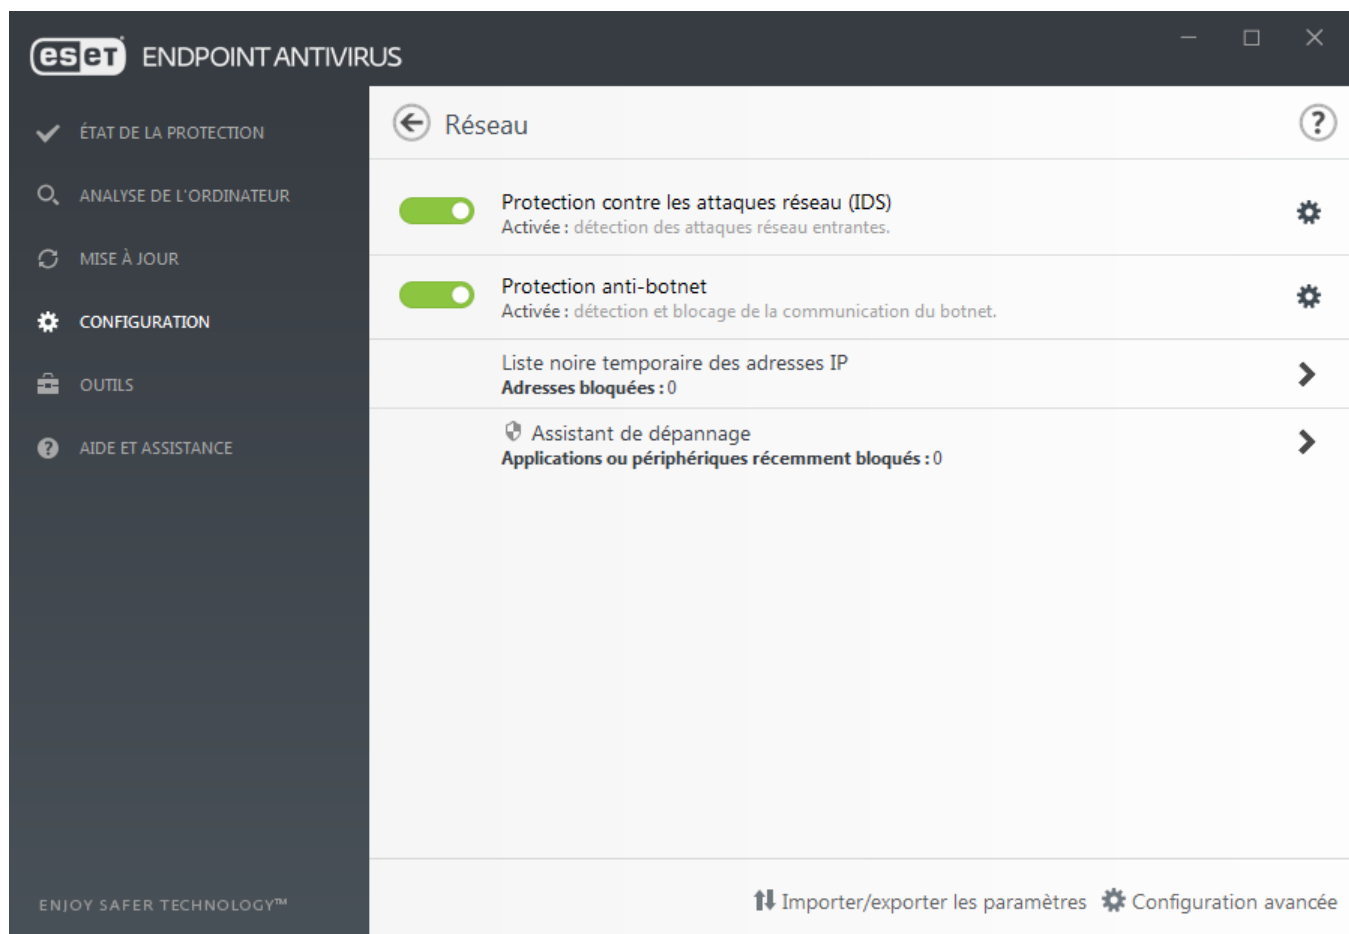 eset ENDPOINT ANTIVIRUS
ÉTAT DE LA PROTECTION
ANALYSE DE L'ORDINATEUR
MISE À JOUR
CONFIGURATION
OUTILS
AIDE ET ASSISTANCE
ENJOY SAFER TECHNOLOGY™
Réseau
?
Protection contre les attaques réseau (IDS)
Activée : détection des attaques réseau entrantes.
Protection anti-botnet
Activée : détection et blocage de la communication du botnet.
Liste noire temporaire des adresses IP
Adresses bloquées : 0
Assistant de dépannage
Applications ou périphériques récemment bloqués : 0
Importer/exporter les paramètres Configuration avancée